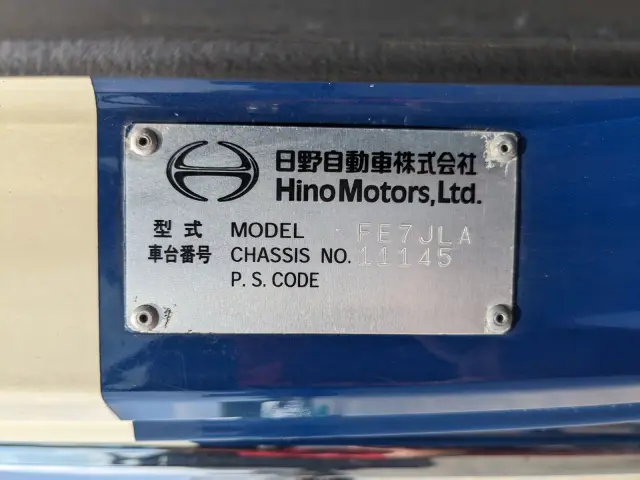 日野自動車株式会社
Hino Motors, Ltd.
型式 MODEL FE7JLA
車台番号 CHASSIS NO. 11145
P. S. CODE